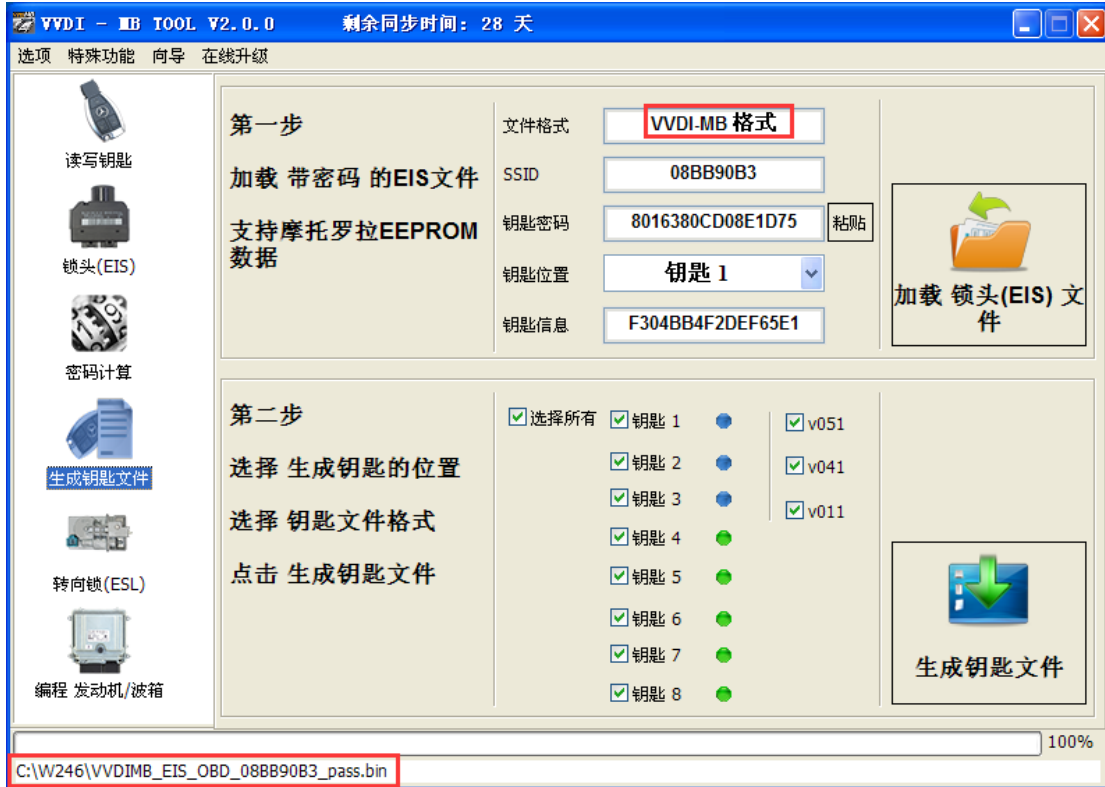 VVDI - MB TOOL V2.0.0 剩余同步时间: 28 天
选项 特殊功能 向导 在线升级
读写钥匙
锁头(EIS)
密码计算
生成钥匙文件
转向锁(ESL)
编程 发动机/波箱
第一步
加载 带密码 的EIS文件
支持摩托罗拉EEPROM
数据
文件格式 VVDI-MB 格式
SSID 08BB90B3
钥匙密码 8016380CD08E1D75 粘贴
钥匙位置 钥匙 1
钥匙信息 F304BB4F2DEF65E1
加载 锁头(EIS) 文
件
第二步
选择 生成钥匙的位置
选择 钥匙文件格式
点击 生成钥匙文件
选择所有 钥匙 1 v051
钥匙 2 v041
钥匙 3 v011
钥匙 4
钥匙 5
钥匙 6
钥匙 7
钥匙 8
生成钥匙文件
100%
C:\W246\VVDIMB_EIS_OBD_08BB90B3_pass.bin